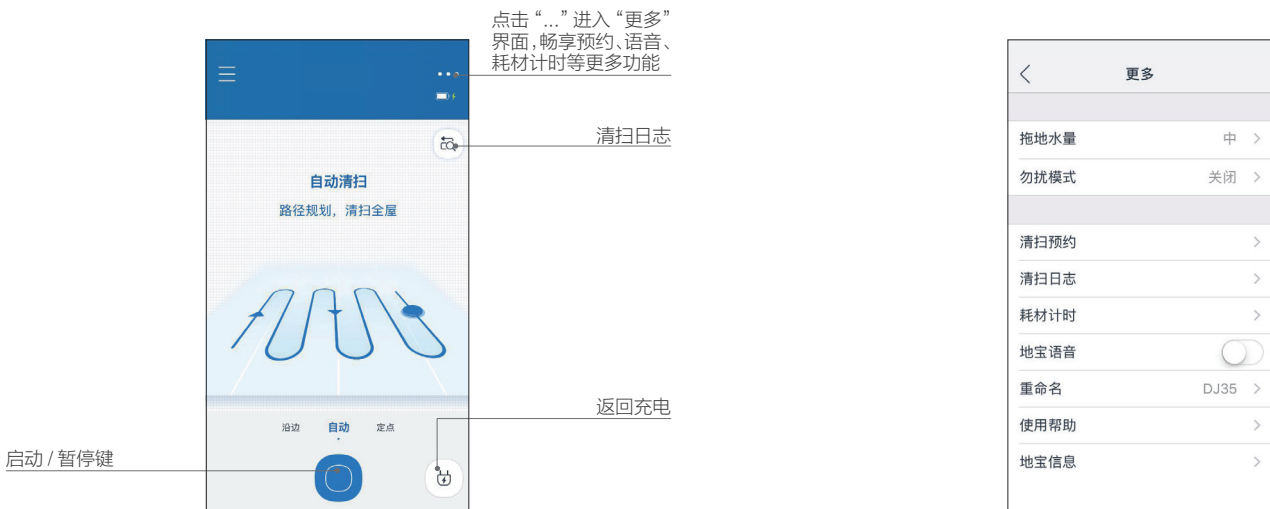 点击“...”进入“更多”
界面,畅享预约、语音、
耗材计时等更多功能
清扫日志
自动清扫
路径规划，清扫全屋
返回充电
沿边 自动 定点
启动 / 暂停键
更多
拖地水量 中
勿扰模式 关闭
清扫预约
清扫日志
耗材计时
地宝语音
重命名 DJ35
使用帮助
地宝信息